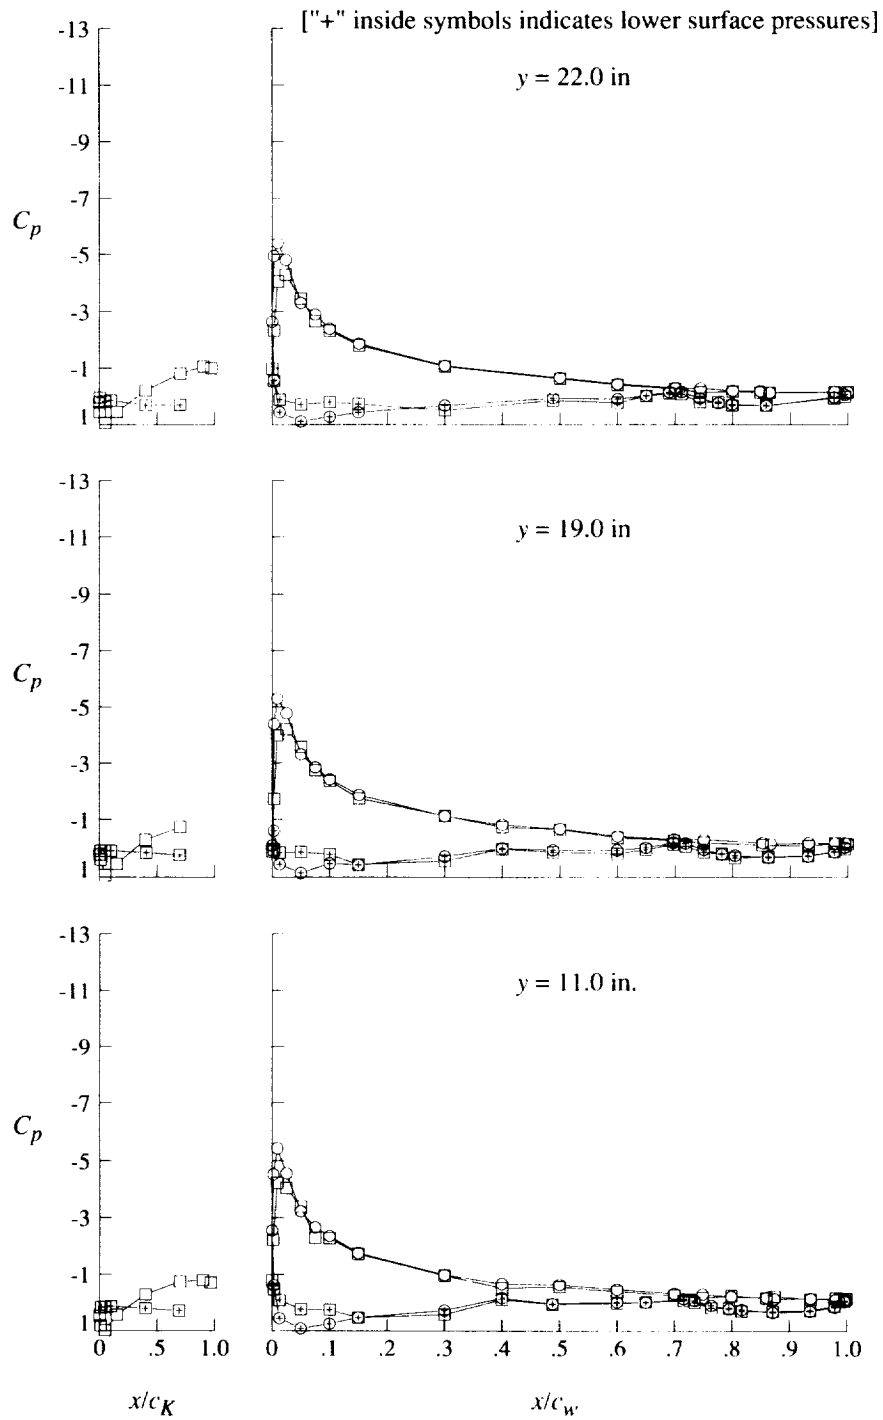 ["+" inside symbols indicates lower surface pressures]
-13
-11
-9
-7
-5
-3
-1
1
C_p
y = 22.0 in
-13
-11
-9
-7
-5
-3
-1
1
C_p
y = 19.0 in
-13
-11
-9
-7
-5
-3
-1
1
C_p
y = 11.0 in.
0 .5 1.0 0 .1 .2 .3 .4 .5 .6 .7 .8 .9 1.0
x/c_K x/c_w